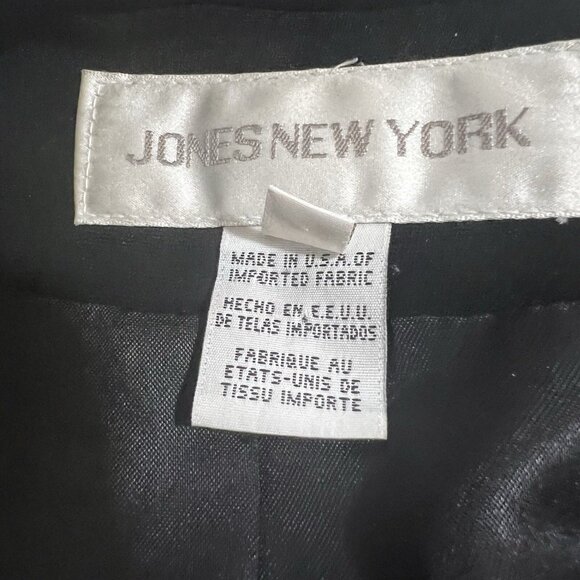 JONES NEW YORK
MADE IN U.S.A. OF
IMPORTED FABRIC
HECHO EN E.E.U.U.
DE TELAS IMPORTADOS
FABRIQUE AU
ETATS-UNIS DE
TISSU IMPORTE